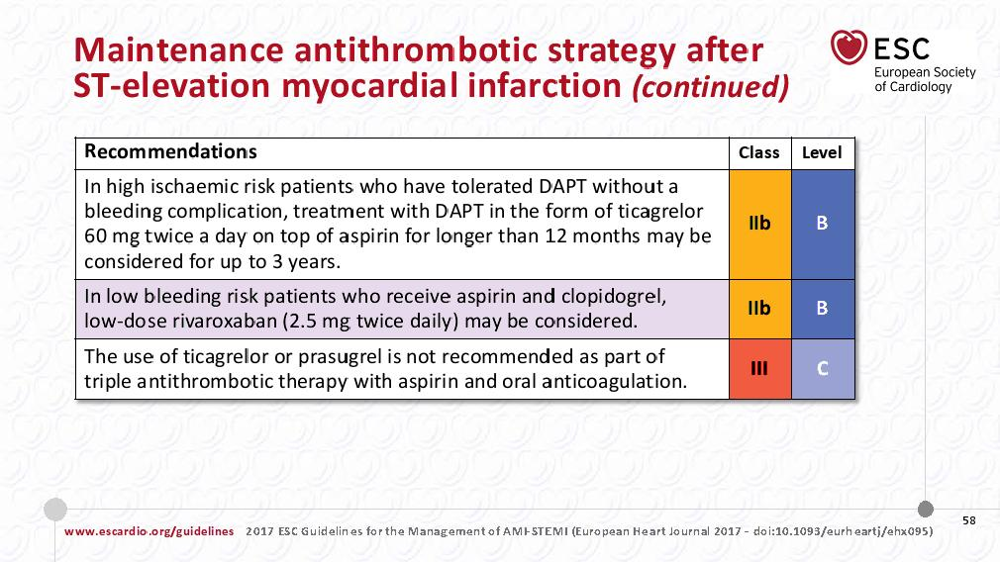 Maintenance antithrombotic strategy after
ST-elevation myocardial infarction (continued)
ESC
European Society
of Cardiology
Recommendations
Class
Level
In high ischaemic risk patients who have tolerated DAPT without a
bleeding complication, treatment with DAPT in the form of ticagrelor
60 mg twice a day on top of aspirin for longer than 12 months may be
considered for up to 3 years.
IIb
B
In low bleeding risk patients who receive aspirin and clopidogrel,
low-dose rivaroxaban (2.5 mg twice daily) may be considered.
IIb
B
The use of ticagrelor or prasugrel is not recommended as part of
triple antithrombotic therapy with aspirin and oral anticoagulation.
III
C
58
www.escardio.org/guidelines 2017 ESC Guidelines for the Management of AMI-STEMI (European Heart Journal 2017 - doi:10.1093/eurheartj/ehx095)